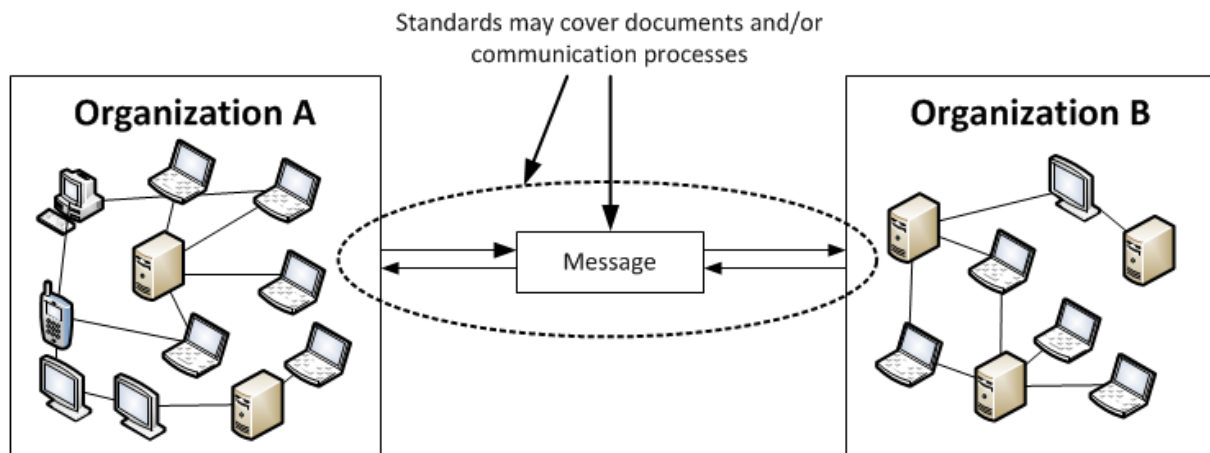 Standards may cover documents and/or
communication processes
Organization A
Organization B
Message